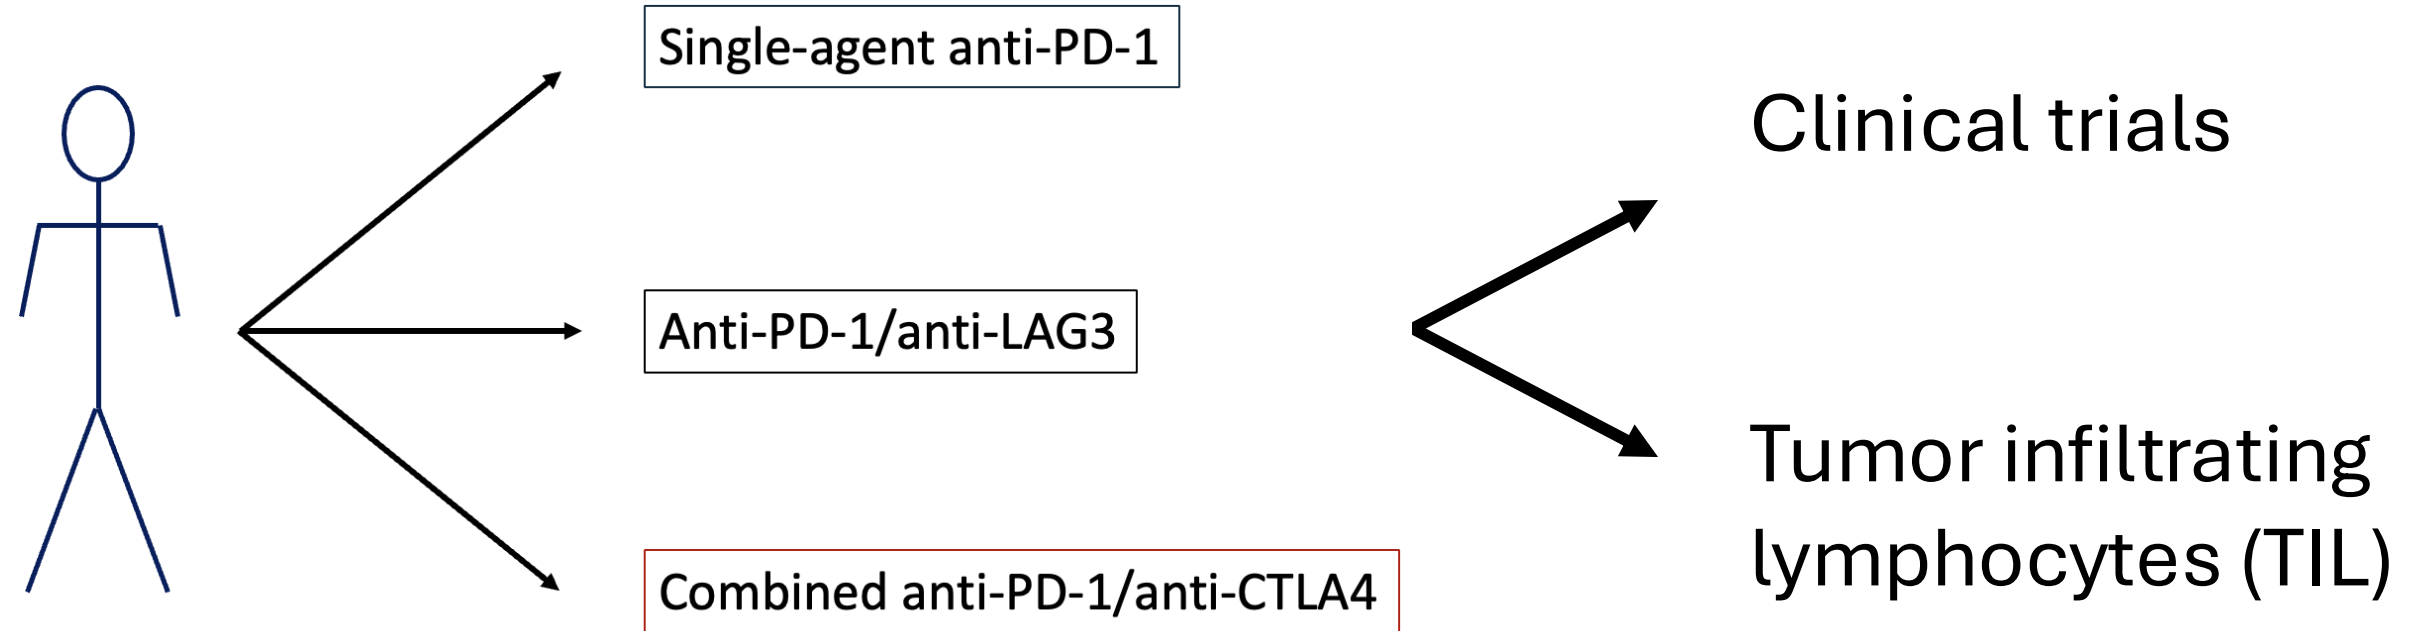 Single-agent anti-PD-1
Anti-PD-1/anti-LAG3
Combined anti-PD-1/anti-CTLA4
Clinical trials
Tumor infiltrating
lymphocytes (TIL)